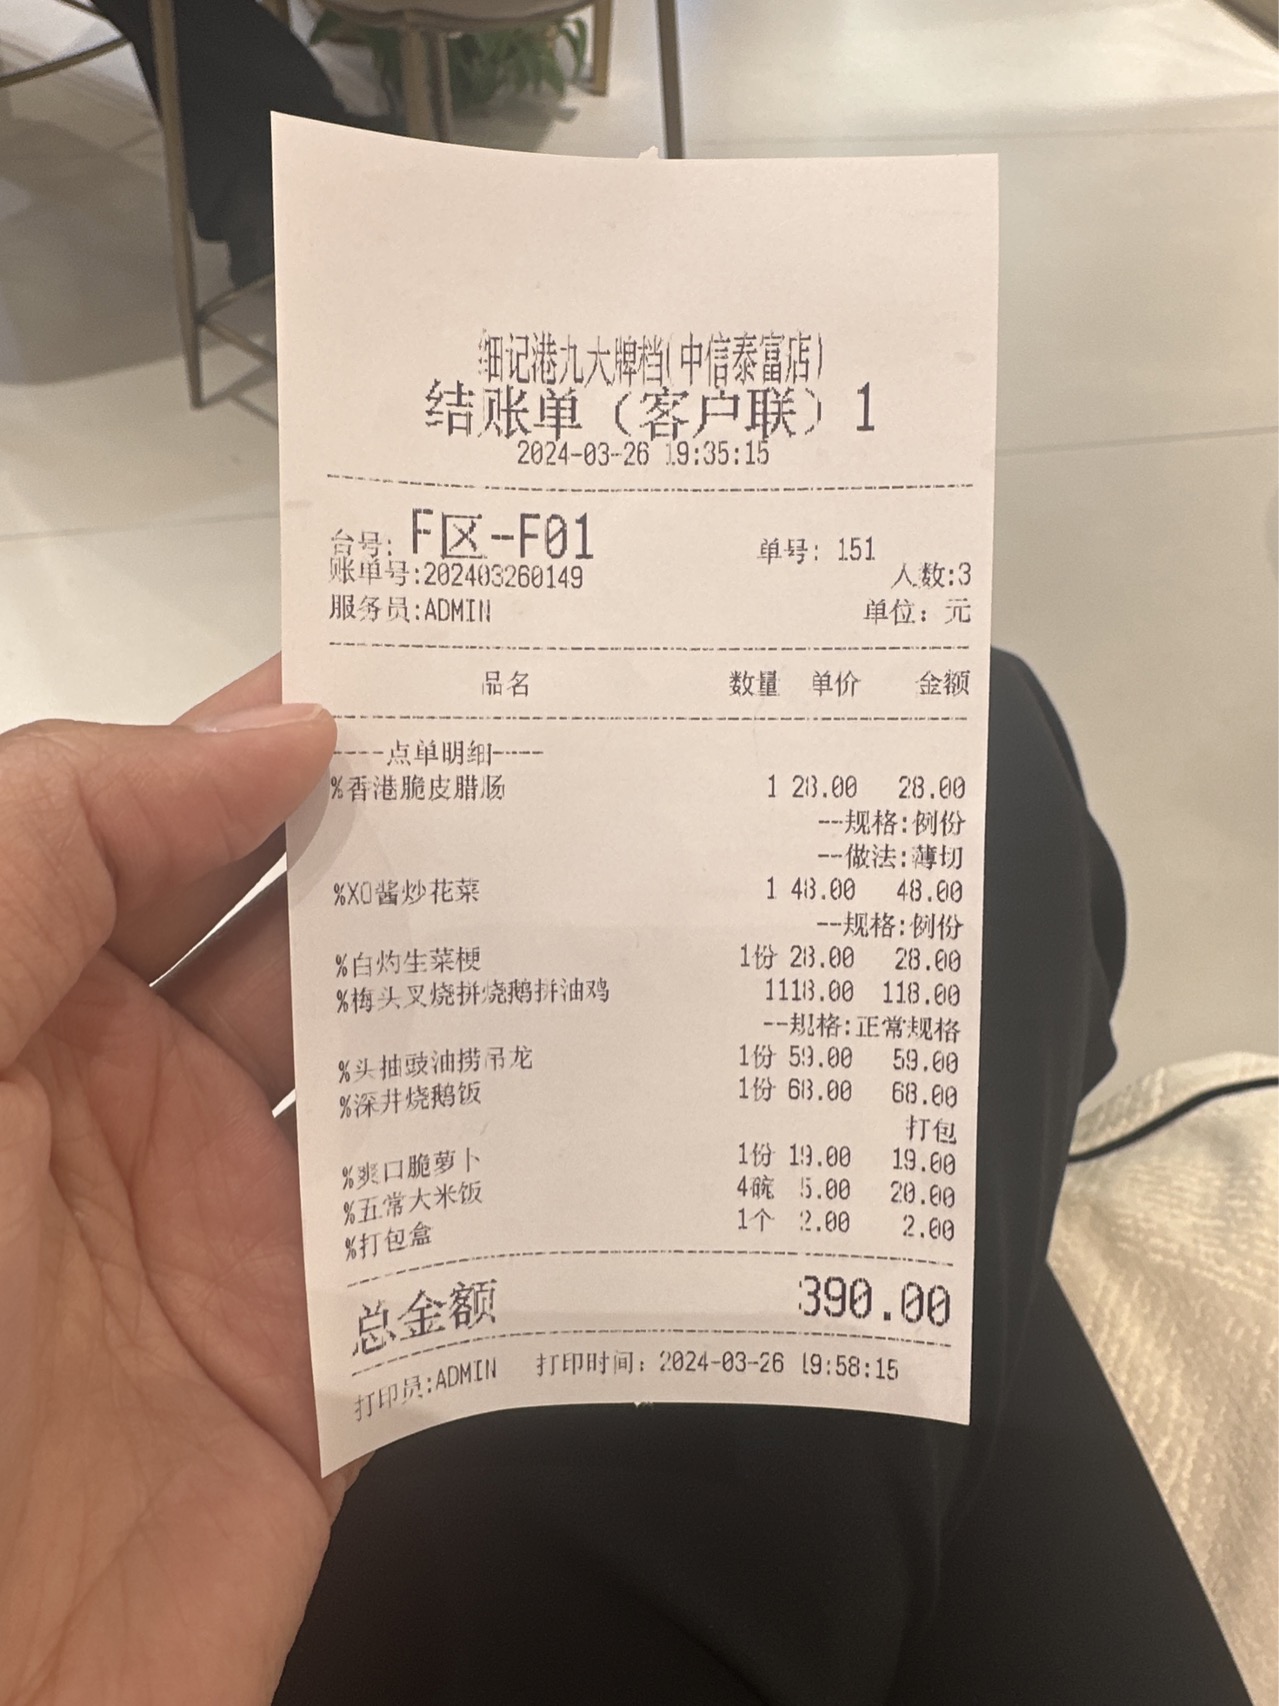 细记港九大牌档(中信泰富店)
结账单（客户联）1
2024-03-26 19:35:15
台号: F区-F01 单号: 151
账单号:202403260149 人数:3
服务员:ADMIN 单位: 元
品名 数量 单价 金额
----点单明细----
%香港脆皮腊肠 1 28.00 28.00
--规格:例份
--做法:薄切
%XO酱炒花菜 1 48.00 48.00
--规格:例份
%白灼生菜梗 1份 28.00 28.00
%梅头叉烧拼烧鹅拼油鸡 1118.00 118.00
--规格:正常规格
%头抽豉油捞吊龙 1份 59.00 59.00
%深井烧鹅饭 1份 68.00 68.00
打包
%爽口脆萝卜 1份 19.00 19.00
%五常大米饭 4碗 5.00 20.00
%打包盒 1个 2.00 2.00
总金额 390.00
打印员:ADMIN 打印时间: 2024-03-26 19:58:15